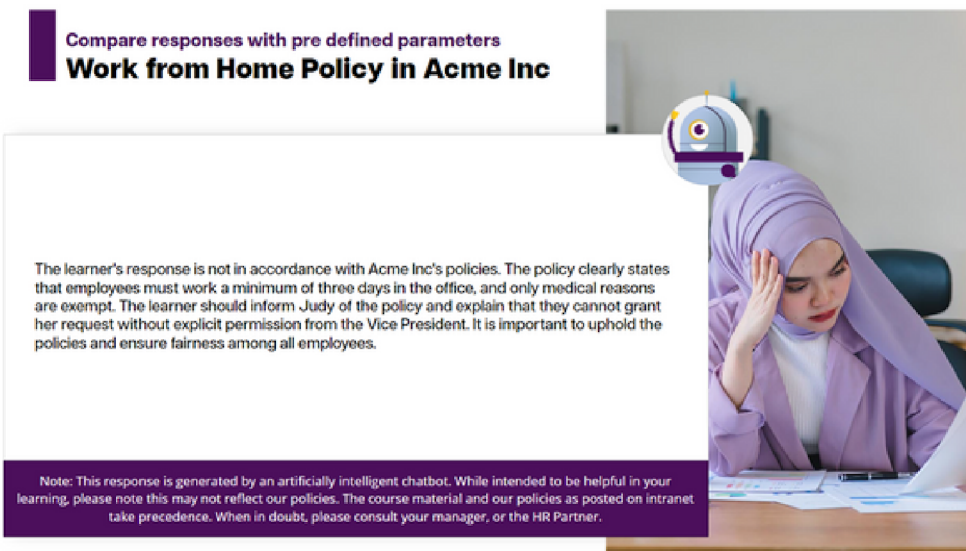 Compare responses with pre defined parameters
Work from Home Policy in Acme Inc
The learner's response is not in accordance with Acme Inc's policies. The policy clearly states
that employees must work a minimum of three days in the office, and only medical reasons
are exempt. The learner should inform Judy of the policy and explain that they cannot grant
her request without explicit permission from the Vice President. It is important to uphold the
policies and ensure fairness among all employees.
Note: This response is generated by an artificially intelligent chatbot. While intended to be helpful in your
learning, please note this may not reflect our policies. The course material and our policies as posted on intranet
take precedence. When in doubt, please consult your manager, or the HR Partner.